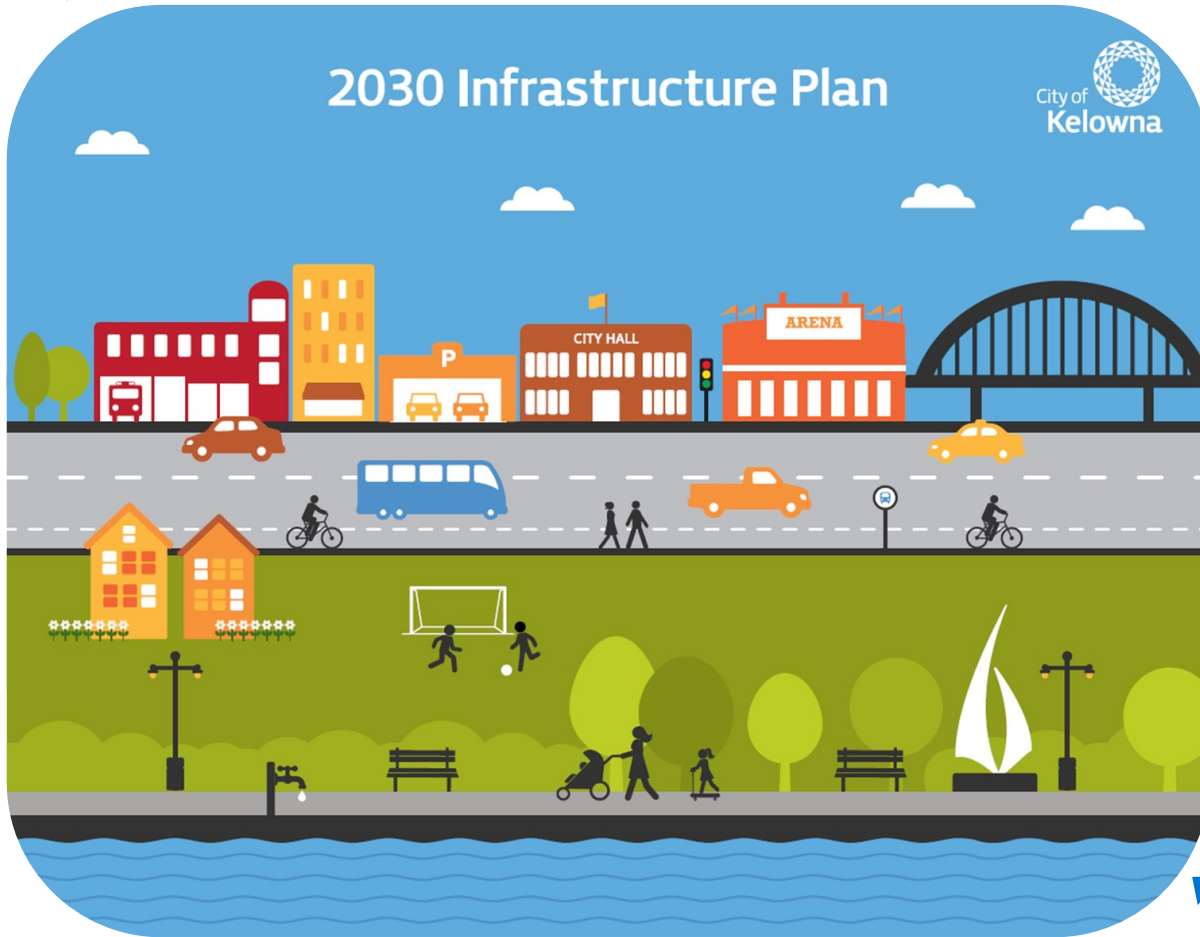 2030 Infrastructure Plan
City of
Kelowna
P
CITY HALL
ARENA